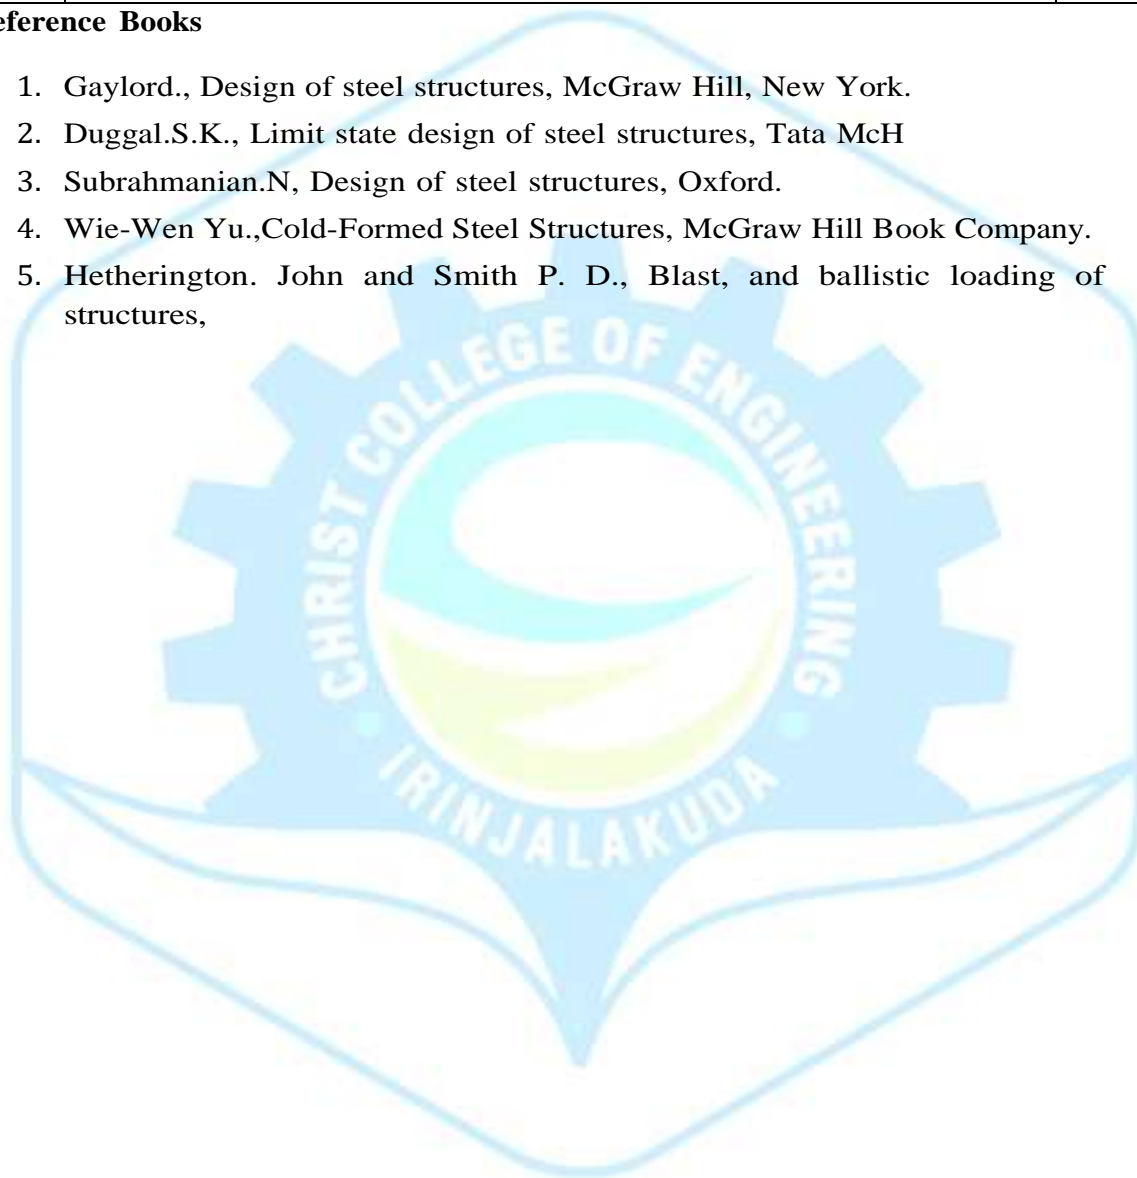 eference Books
1. Gaylord., Design of steel structures, McGraw Hill, New York.
2. Duggal.S.K., Limit state design of steel structures, Tata McH
3. Subrahmanian.N, Design of steel structures, Oxford.
4. Wie-Wen Yu.,Cold-Formed Steel Structures, McGraw Hill Book Company.
5. Hetherington. John and Smith P. D., Blast, and ballistic loading of
structures,
CHRIST COLLEGE OF ENGINEERING
IRINJALAKUDA